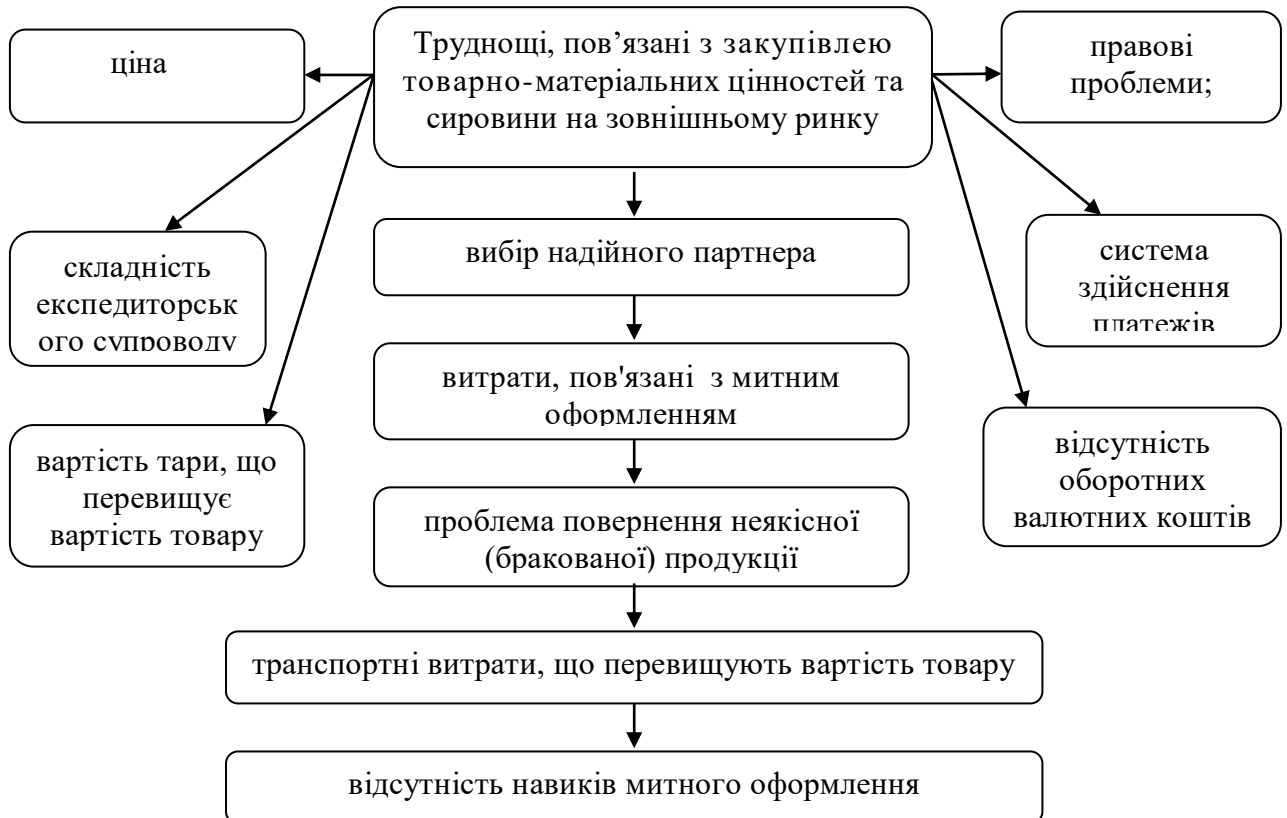 Труднощі, пов’язані з закупівлею
товарно-матеріальних цінностей та
сировини на зовнішньому ринку
ціна
правові
проблеми;
складність
експедиторськ
ого супроводу
вибір надійного партнера
система
здійснення
платежів
витрати, пов'язані  з митним
оформленням
вартість тари, що
перевищує
вартість товару
відсутність
оборотних
валютних коштів
проблема повернення неякісної
(бракованої) продукції
транспортні витрати, що перевищують вартість товару
відсутність навиків митного оформлення